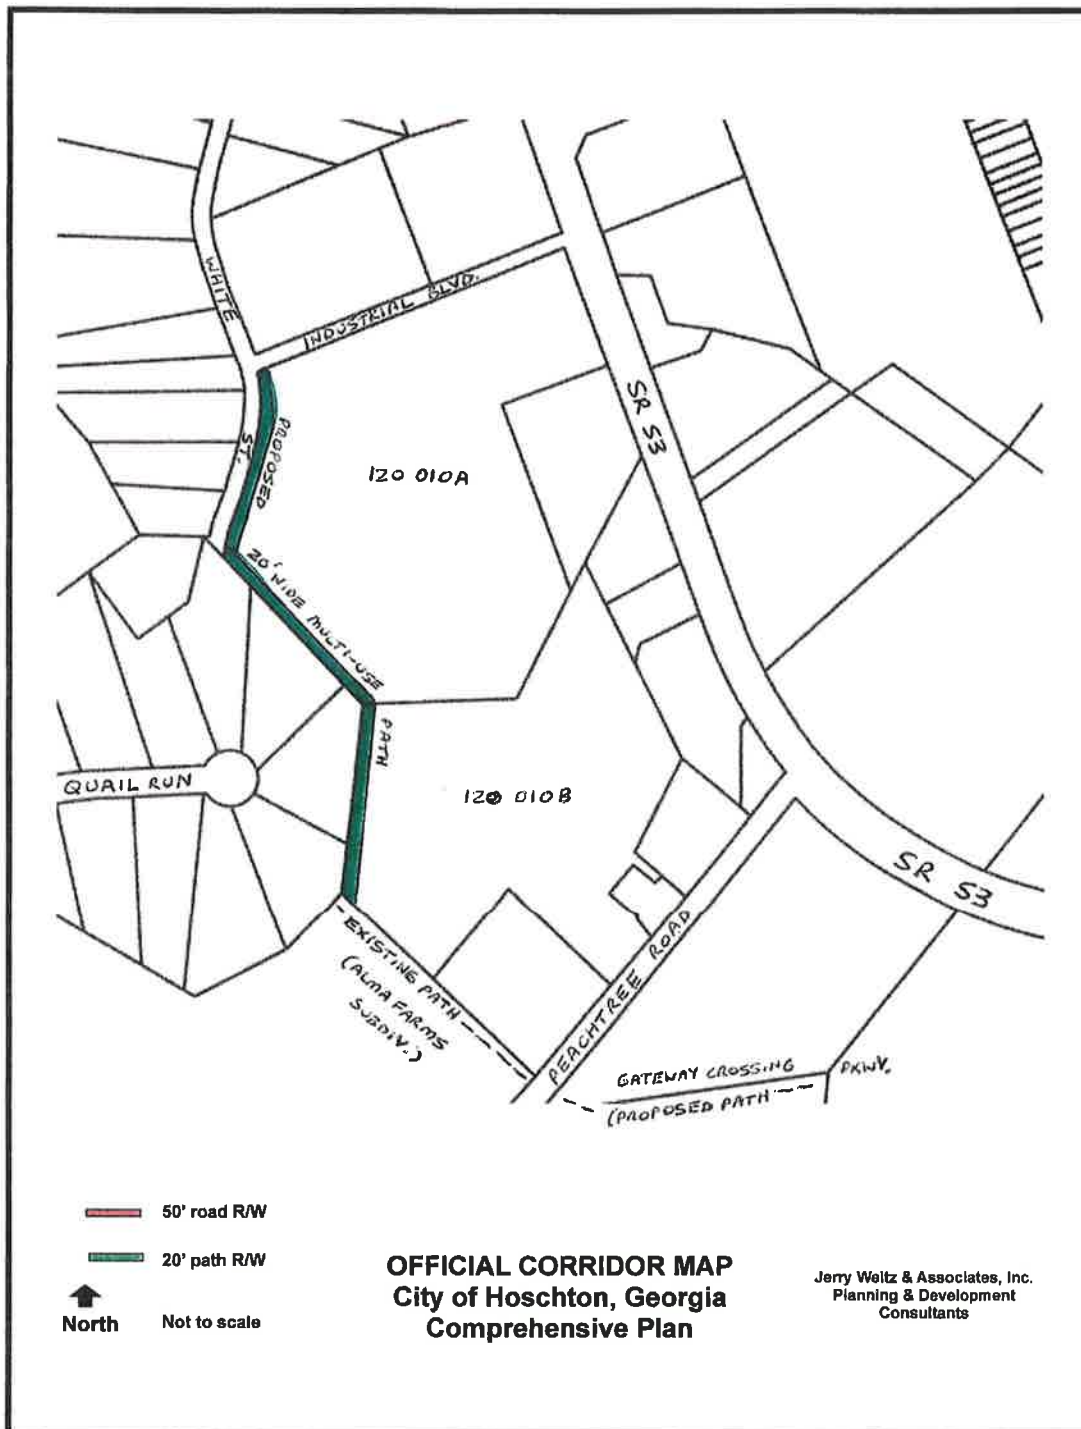 WHITE
ST.
INDUSTRIAL BLVD.
SR 53
PROPOSED
20' WIDE MULTI-USE
PATH
120 010A
QUAIL RUN
120 010B
SR 53
EXISTING PATH
(ALMA FARMS
SUBDIV.)
PEACHTREE ROAD
GATEWAY CROSSING
PKWY.
(PROPOSED PATH
50' road R/W
20' path R/W
North
Not to scale
OFFICIAL CORRIDOR MAP
City of Hoschton, Georgia
Comprehensive Plan
Jerry Weitz & Associates, Inc.
Planning & Development
Consultants